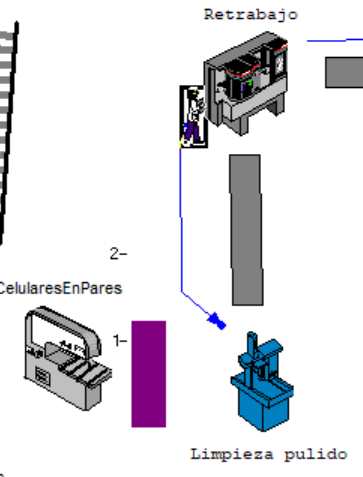 Retrabajo
2-
CelularesEnPares
1-
Limpieza pulido